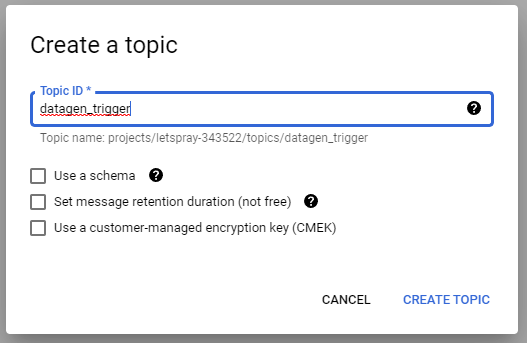 Create a topic
Topic ID *
datagen_trigger
Topic name: projects/letspray-343522/topics/datagen_trigger
Use a schema ?
Set message retention duration (not free) ?
Use a customer-managed encryption key (CMEK)
CANCEL CREATE TOPIC